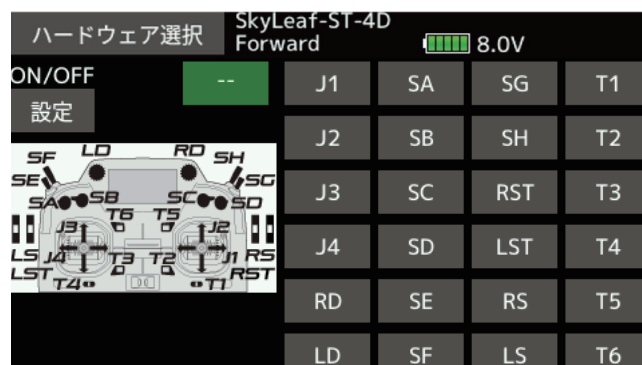 ハードウェア選択
SkyLeaf-ST-4D
Forward
8.0V
ON/OFF
--
設定
J1 SA SG T1
J2 SB SH T2
J3 SC RST T3
J4 SD LST T4
RD SE RS T5
LD SF LS T6
LD RD
SF SH
SE SG
SA SB SC SD
T6 T5
J3 J2
LS J4 T3 T2 J1 RS
LST RST
T4 T1